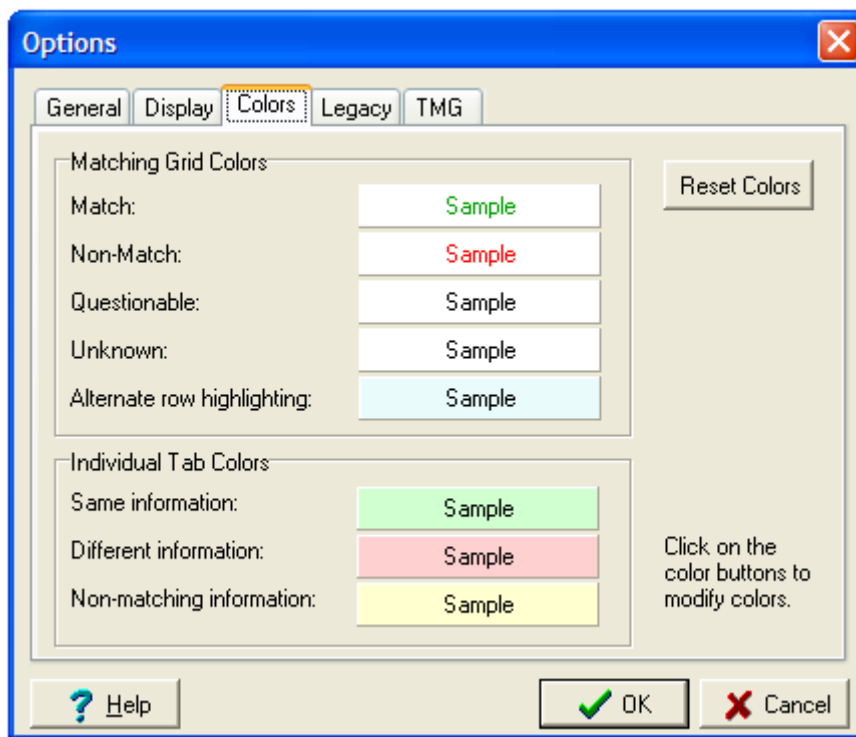 Options
General Display Colors Legacy TMG
Matching Grid Colors
Match: Sample
Non-Match: Sample
Questionable: Sample
Unknown: Sample
Alternate row highlighting: Sample
Reset Colors
Individual Tab Colors
Same information: Sample
Different information: Sample
Non-matching information: Sample
Click on the
color buttons to
modify colors.
Help OK Cancel